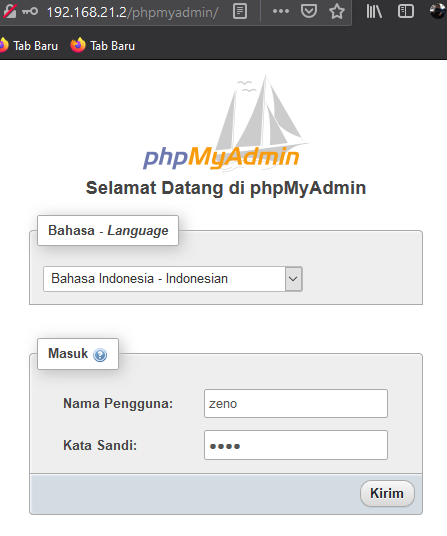 192.168.21.2/phpmyadmin/
Tab Baru Tab Baru
phpMyAdmin
Selamat Datang di phpMyAdmin
Bahasa - Language
Bahasa Indonesia - Indonesian
Masuk
Nama Pengguna: zeno
Kata Sandi: ●●●●
Kirim